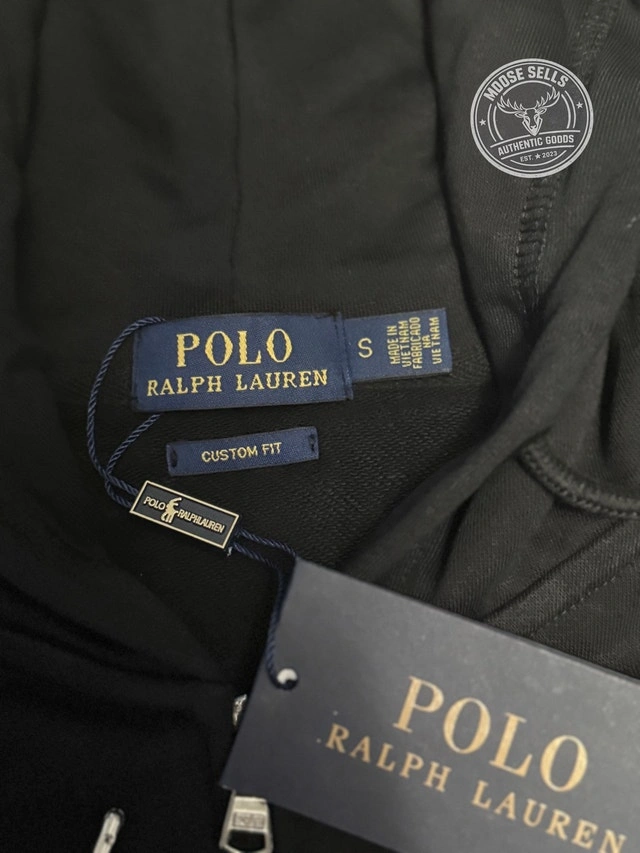 MOOSE SELLS
AUTHENTIC GOODS
EST. ★ 2023
POLO
RALPH LAUREN
S
MADE IN
VIETNAM
FABRICADO
NA
VIETNAM
CUSTOM FIT
POLO RALPH LAUREN
POLO
RALPH LAUREN